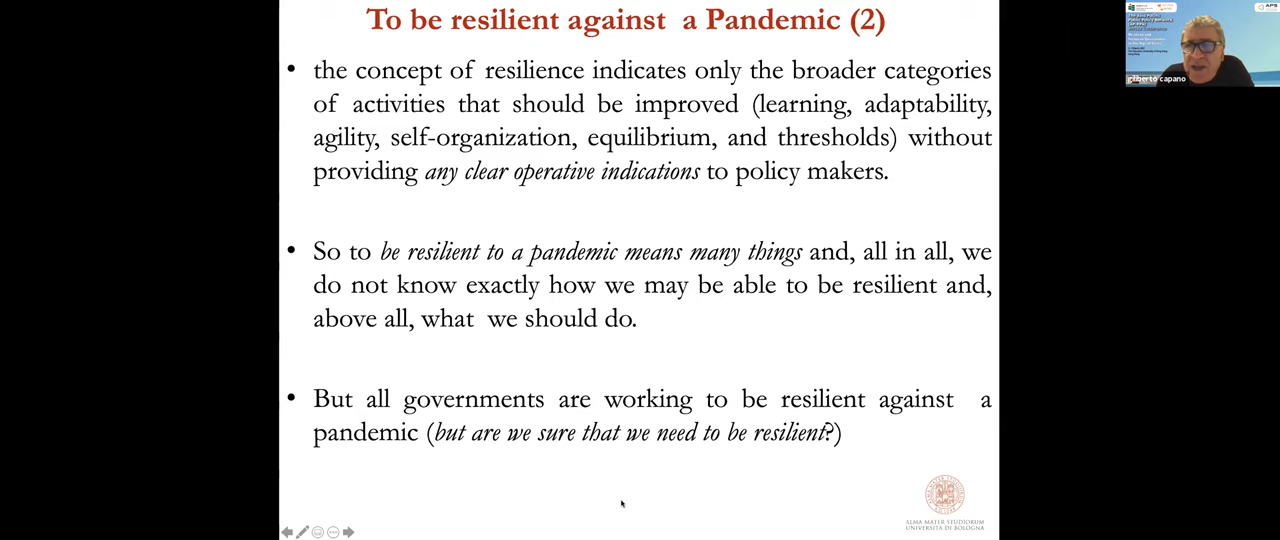 To be resilient against a Pandemic (2)
• the concept of resilience indicates only the broader categories
of activities that should be improved (learning, adaptability,
agility, self-organization, equilibrium, and thresholds) without
providing any clear operative indications to policy makers.
• So to be resilient to a pandemic means many things and, all in all, we
do not know exactly how we may be able to be resilient and,
above all, what we should do.
• But all governments are working to be resilient against a
pandemic (but are we sure that we need to be resilient?)
ALMA MATER STUDIORUM
UNIVERSITÀ DI BOLOGNA
APS
gilberto capano